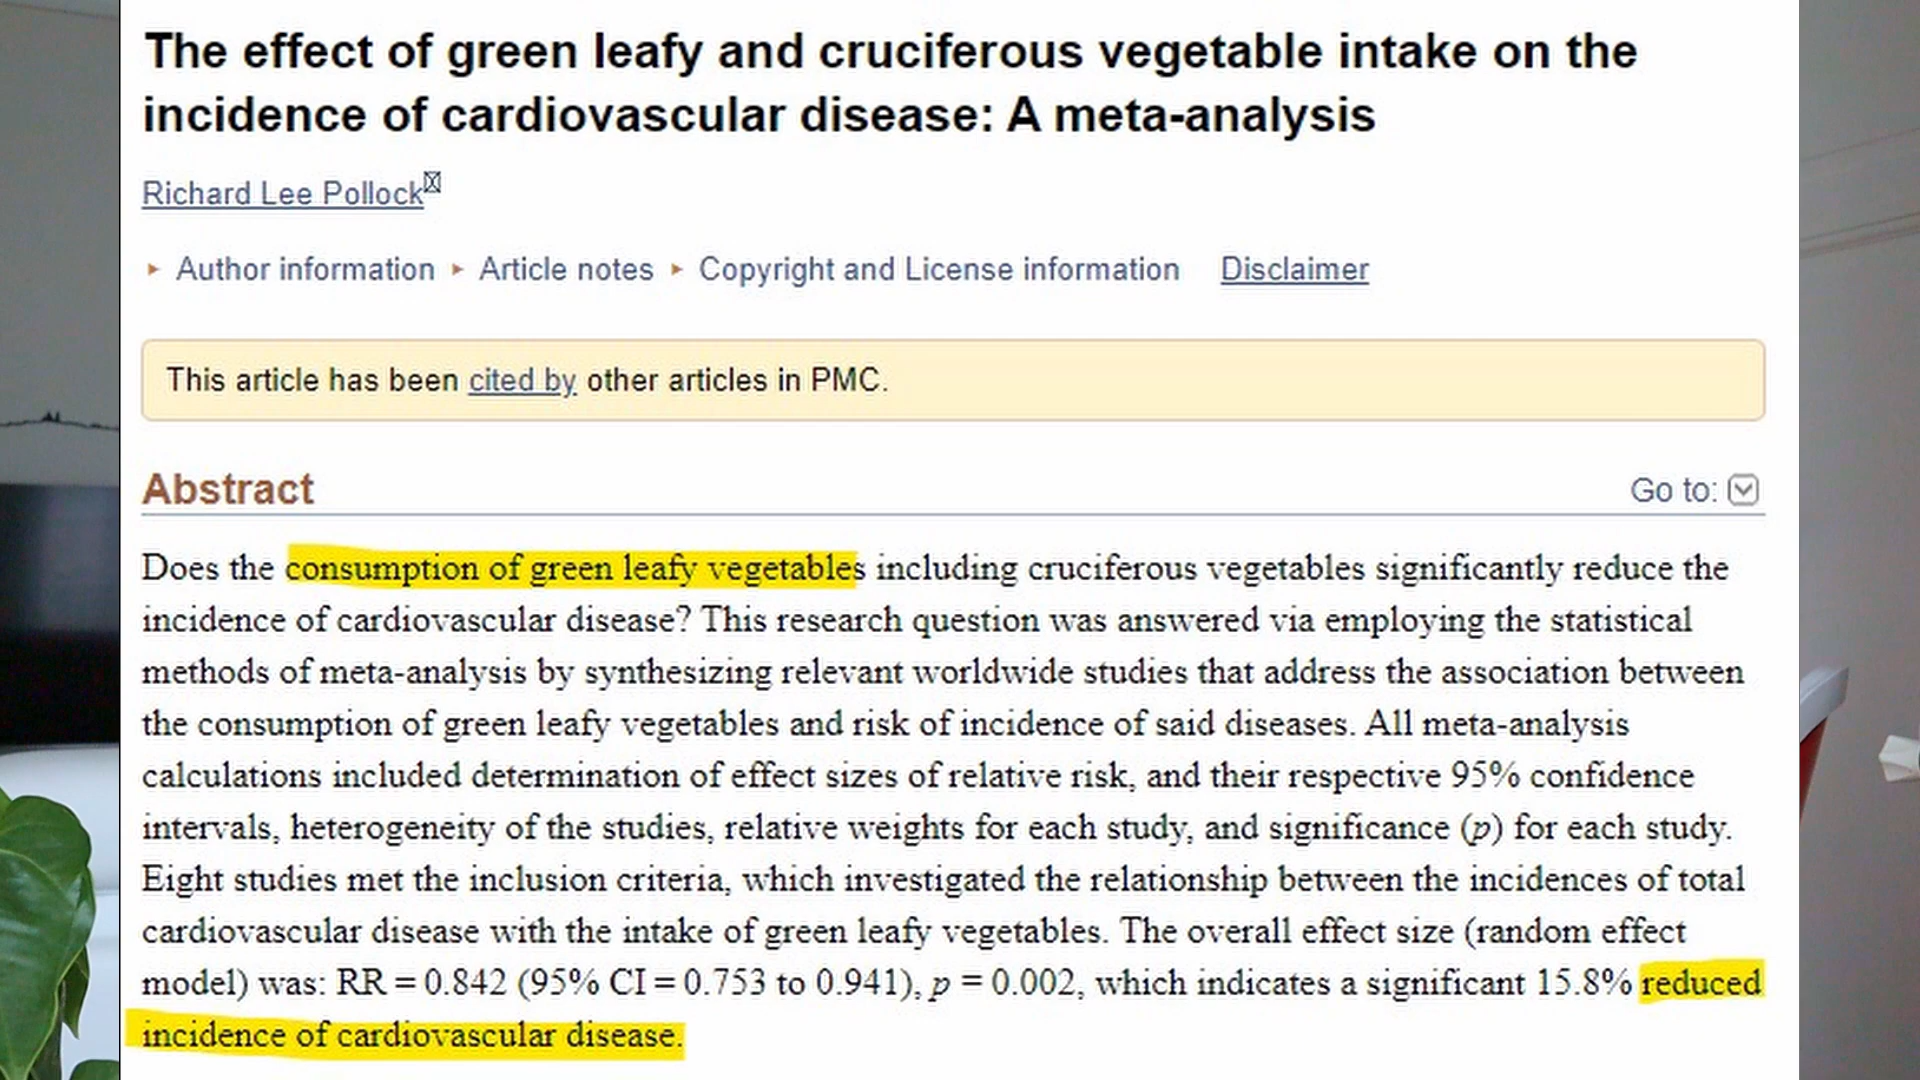 The effect of green leafy and cruciferous vegetable intake on the
incidence of cardiovascular disease: A meta-analysis
Richard Lee Pollock
Author information Article notes Copyright and License information Disclaimer
This article has been cited by other articles in PMC.
Abstract Go to:
Does the consumption of green leafy vegetables including cruciferous vegetables significantly reduce the
incidence of cardiovascular disease? This research question was answered via employing the statistical
methods of meta-analysis by synthesizing relevant worldwide studies that address the association between
the consumption of green leafy vegetables and risk of incidence of said diseases. All meta-analysis
calculations included determination of effect sizes of relative risk, and their respective 95% confidence
intervals, heterogeneity of the studies, relative weights for each study, and significance (p) for each study.
Eight studies met the inclusion criteria, which investigated the relationship between the incidences of total
cardiovascular disease with the intake of green leafy vegetables. The overall effect size (random effect
model) was: RR = 0.842 (95% CI = 0.753 to 0.941), p = 0.002, which indicates a significant 15.8% reduced
incidence of cardiovascular disease.